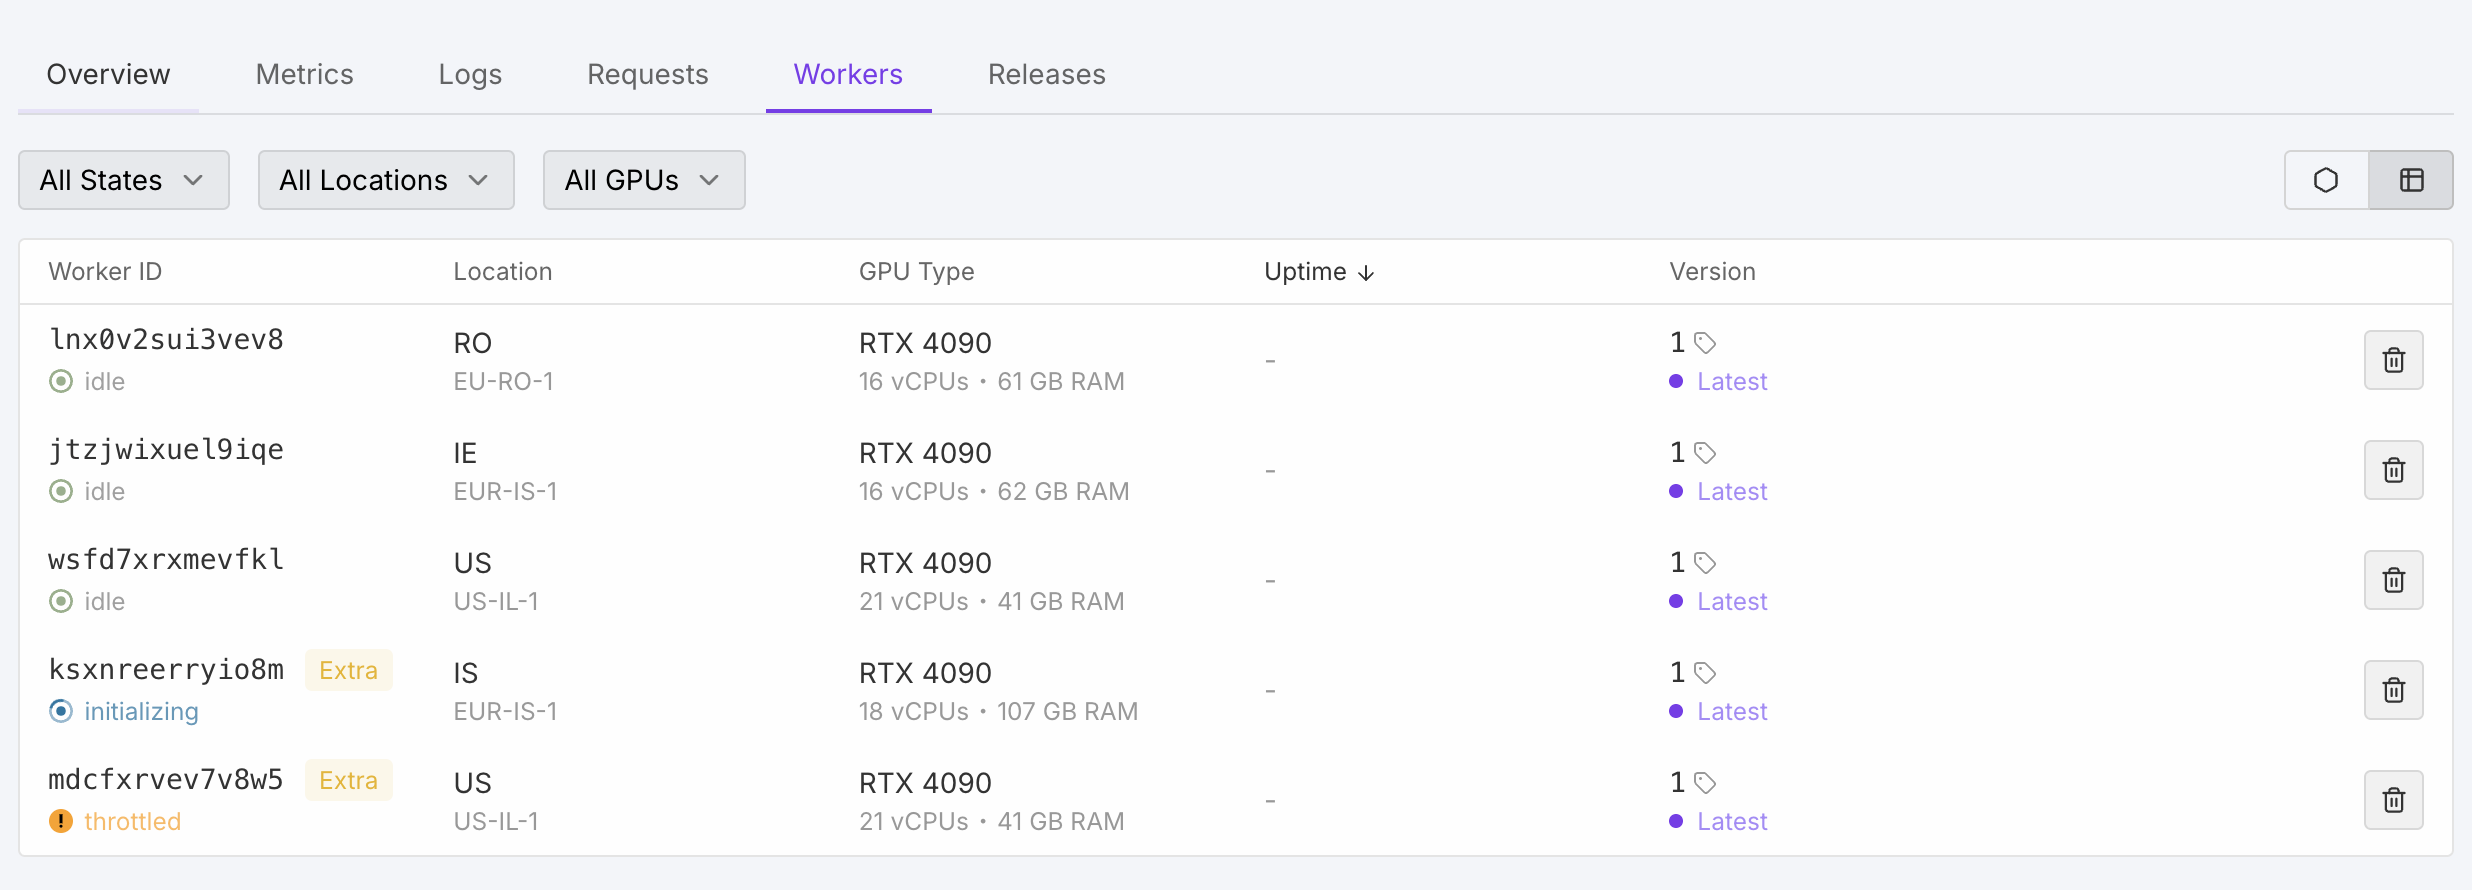 Overview Metrics Logs Requests Workers Releases
All States All Locations All GPUs
Worker ID Location GPU Type Uptime ↓ Version
lnx0v2sui3vev8 RO RTX 4090 - 1
idle EU-RO-1 16 vCPUs • 61 GB RAM Latest
jtzjwixuel9iqe IE RTX 4090 - 1
idle EUR-IS-1 16 vCPUs • 62 GB RAM Latest
wsfd7xrxmevfkl US RTX 4090 - 1
idle US-IL-1 21 vCPUs • 41 GB RAM Latest
ksxnreerryio8m Extra IS RTX 4090 - 1
initializing EUR-IS-1 18 vCPUs • 107 GB RAM Latest
mdcfxrvev7v8w5 Extra US RTX 4090 - 1
throttled US-IL-1 21 vCPUs • 41 GB RAM Latest